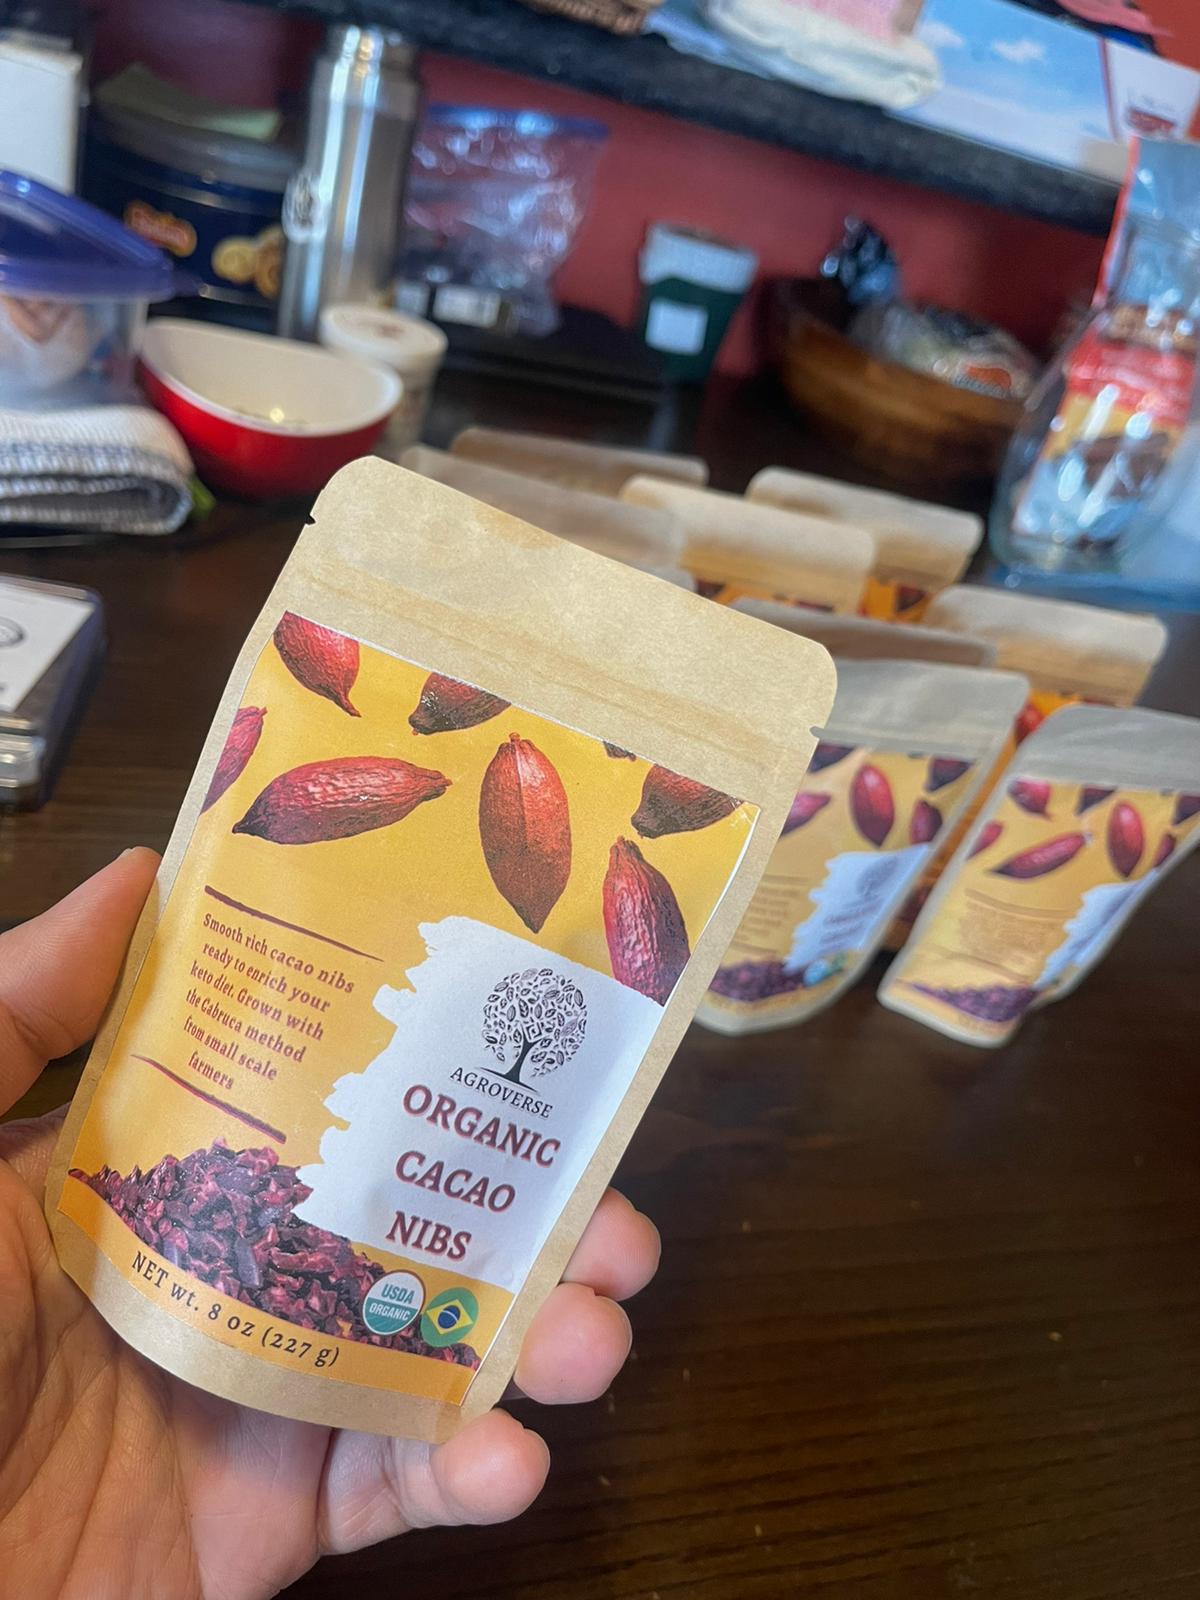 Smooth rich cacao nibs
ready to enrich your
keto diet. Grown with
the Gabruca method
from small scale
farmers
AGROVERSE
ORGANIC
CACAO
NIBS
USDA
ORGANIC
NET wt. 8 oz (227 g)